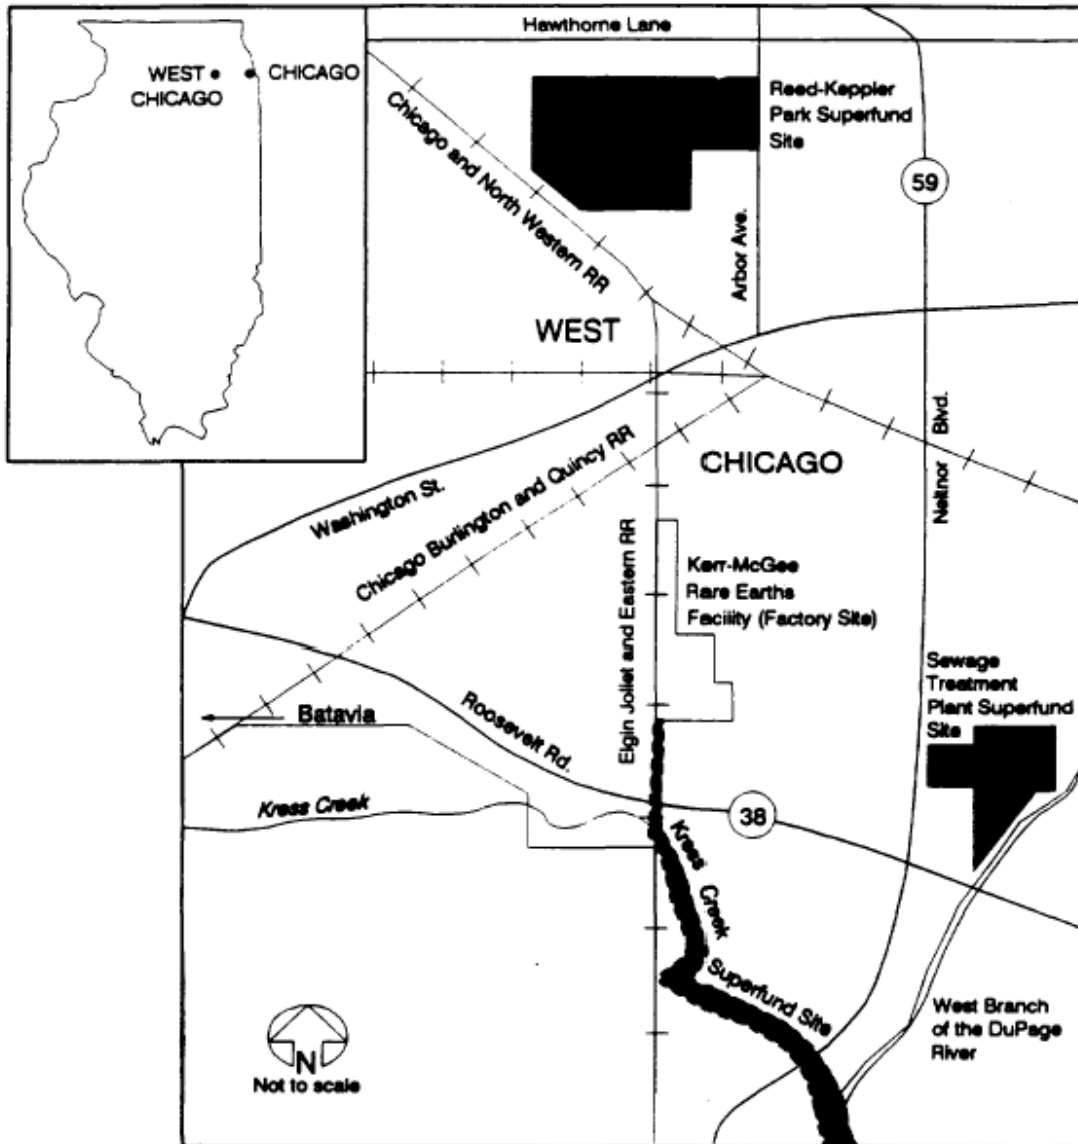 Hawthorne Lane
WEST
CHICAGO
CHICAGO
Reed-Keppler
Park Superfund
Site
Chicago and North Western RR
59
Arbor Ave.
WEST
CHICAGO
Neltnor Blvd.
Washington St.
Chicago Burlington and Quincy RR
Elgin Joliet and Eastern RR
Kerr-McGee
Rare Earths
Facility (Factory Site)
Sewage
Treatment
Plant Superfund
Site
Batavia
Roosevelt Rd.
Kress Creek
38
Kress Creek
Superfund Site
West Branch
of the DuPage
River
N
Not to scale